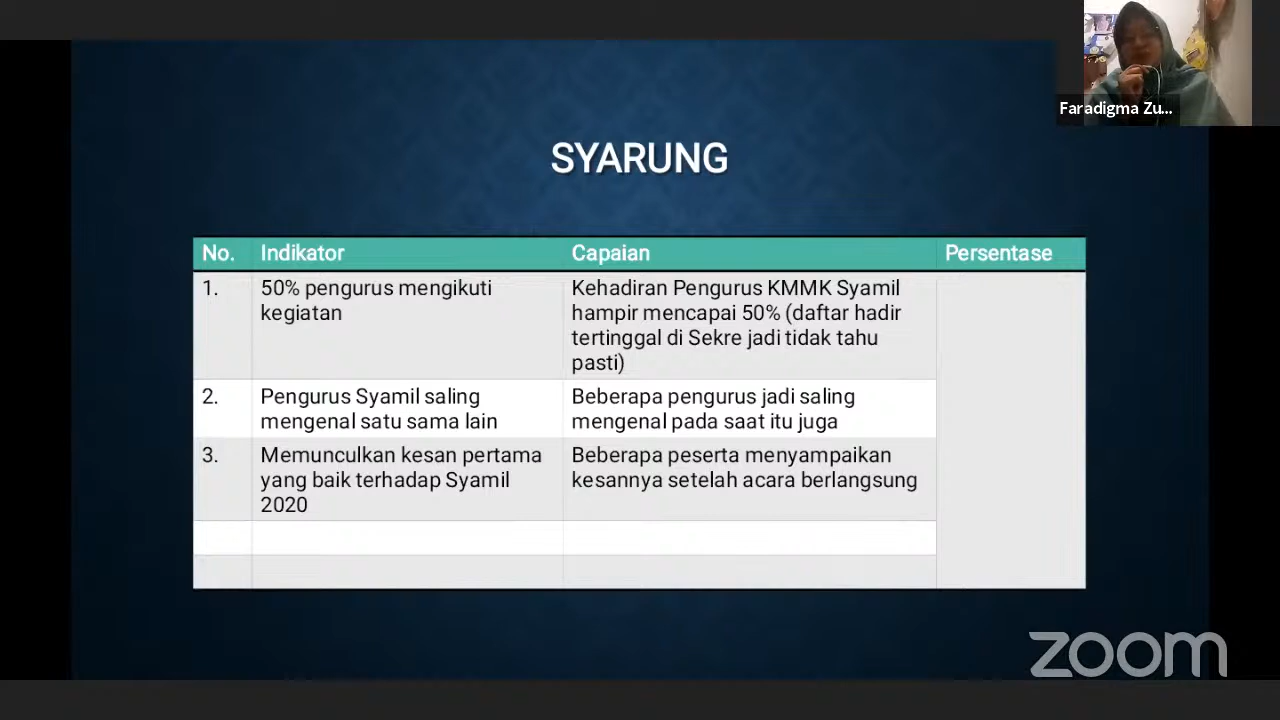 Faradigma Zu...
SYARUNG
No. Indikator Capaian Persentase
1. 50% pengurus mengikuti kegiatan
Kehadiran Pengurus KMMK Syamil
hampir mencapai 50% (daftar hadir
tertinggal di Sekre jadi tidak tahu
pasti)
2. Pengurus Syamil saling
mengenal satu sama lain
Beberapa pengurus jadi saling
mengenal pada saat itu juga
3. Memunculkan kesan pertama
yang baik terhadap Syamil
2020
Beberapa peserta menyampaikan
kesannya setelah acara berlangsung
zoom